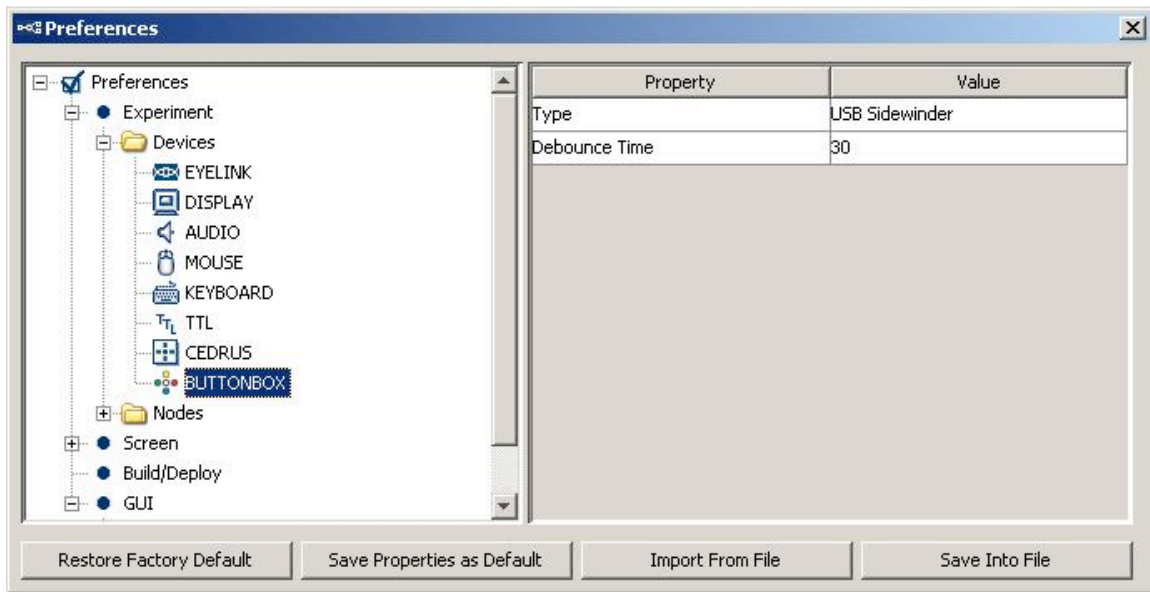 Preferences
Preferences
Experiment
Devices
EYELINK
DISPLAY
AUDIO
MOUSE
KEYBOARD
TTL TTL
CEDRUS
BUTTONBOX
Nodes
Screen
Build/Deploy
GUI
Property Value
Type USB Sidewinder
Debounce Time 30
Restore Factory Default Save Properties as Default Import From File Save Into File